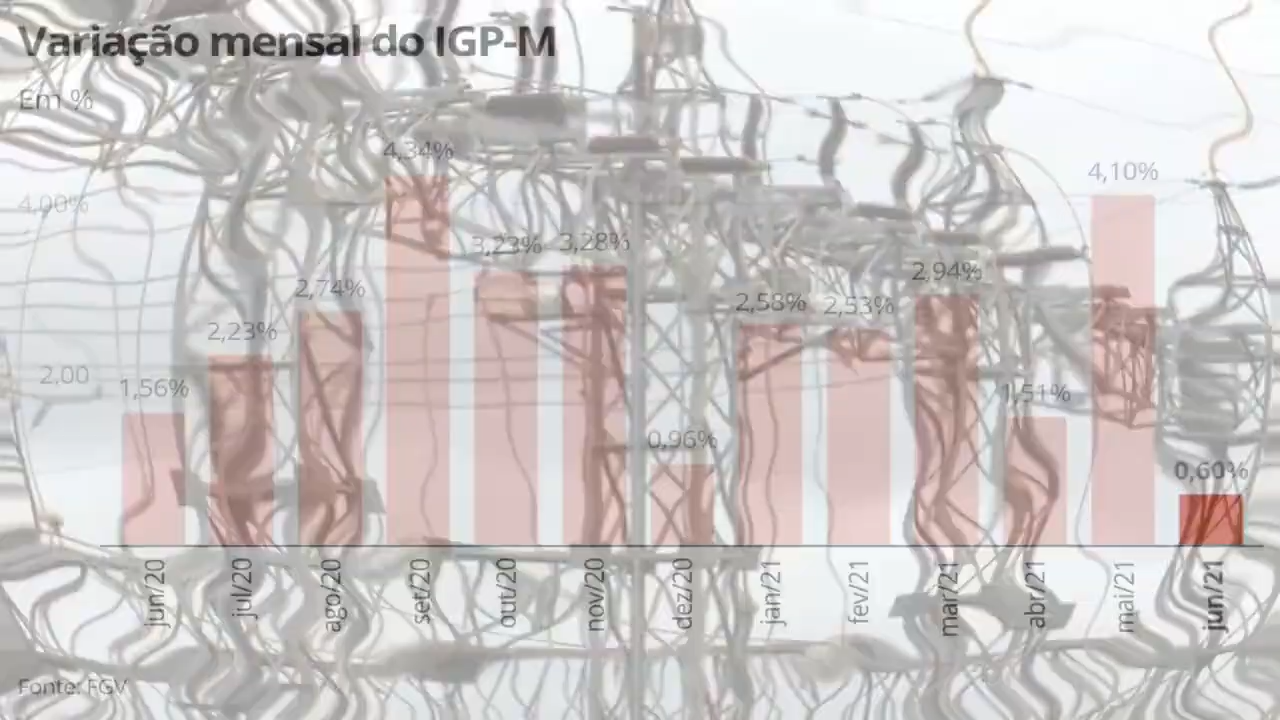 Variação mensal do IGP-M
Em %
4,34%
4,10%
4,00%
3,23%
3,28%
2,94%
2,74%
2,58%
2,53%
2,23%
2,00
1,56%
1,51%
0,96%
0,60%
jun/20
jul/20
ago/20
set/20
out/20
nov/20
dez/20
jan/21
fev/21
mar/21
abr/21
mai/21
jun/21
Fonte: FGV